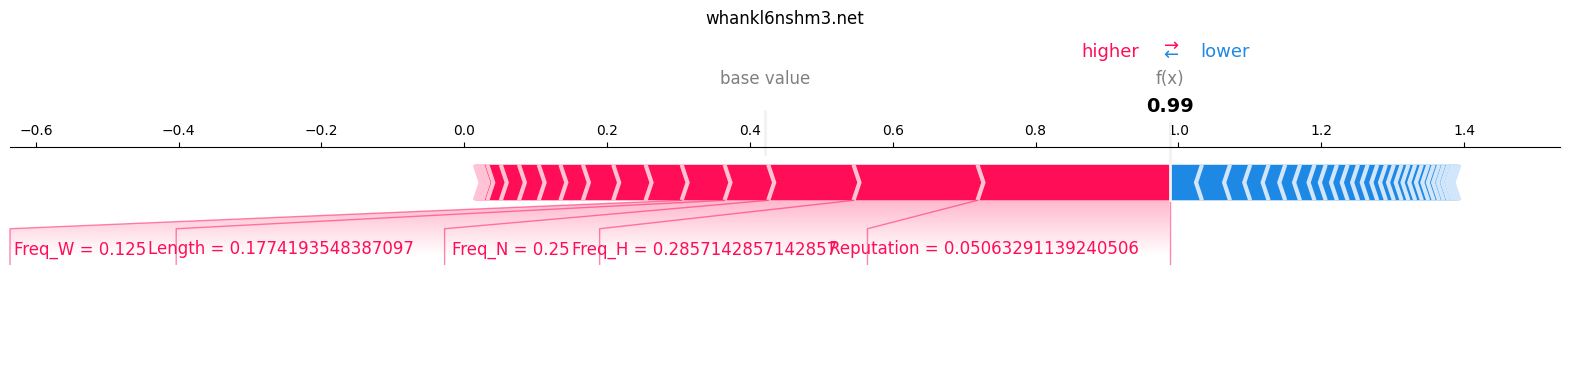 whankl6nshm3.net
higher ⇄ lower
base value f(x)
0.99
−0.6 −0.4 −0.2 0.0 0.2 0.4 0.6 0.8 1.0 1.2 1.4
Freq_W = 0.125 Length = 0.1774193548387097 Freq_N = 0.25 Freq_H = 0.2857142857142857 Reputation = 0.05063291139240506